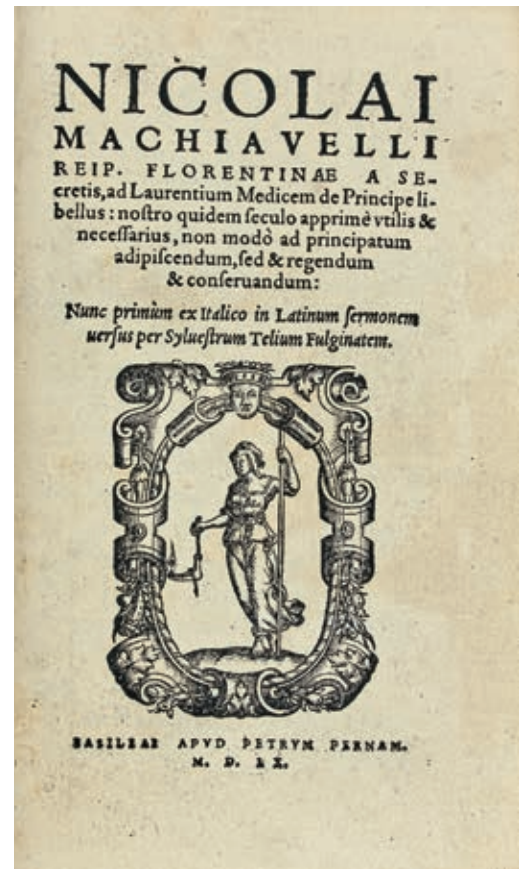 NICOLAI
MACHIAVELLI
REIP. FLORENTINAE A SE-
cretis, ad Laurentium Medicem de Principe li-
bellus: noſtro quidem ſeculo apprimè vtilis &
neceſſarius, non modò ad principatum
adipiſcendum, ſed & regendum
& conſeruandum:
Nunc primùm ex Italico in Latinum ſermonem
uerſus per Sylueſtrum Telium Fulginatem.
BASILEAE APVD PETRVM PERNAM.
M. D. LX.